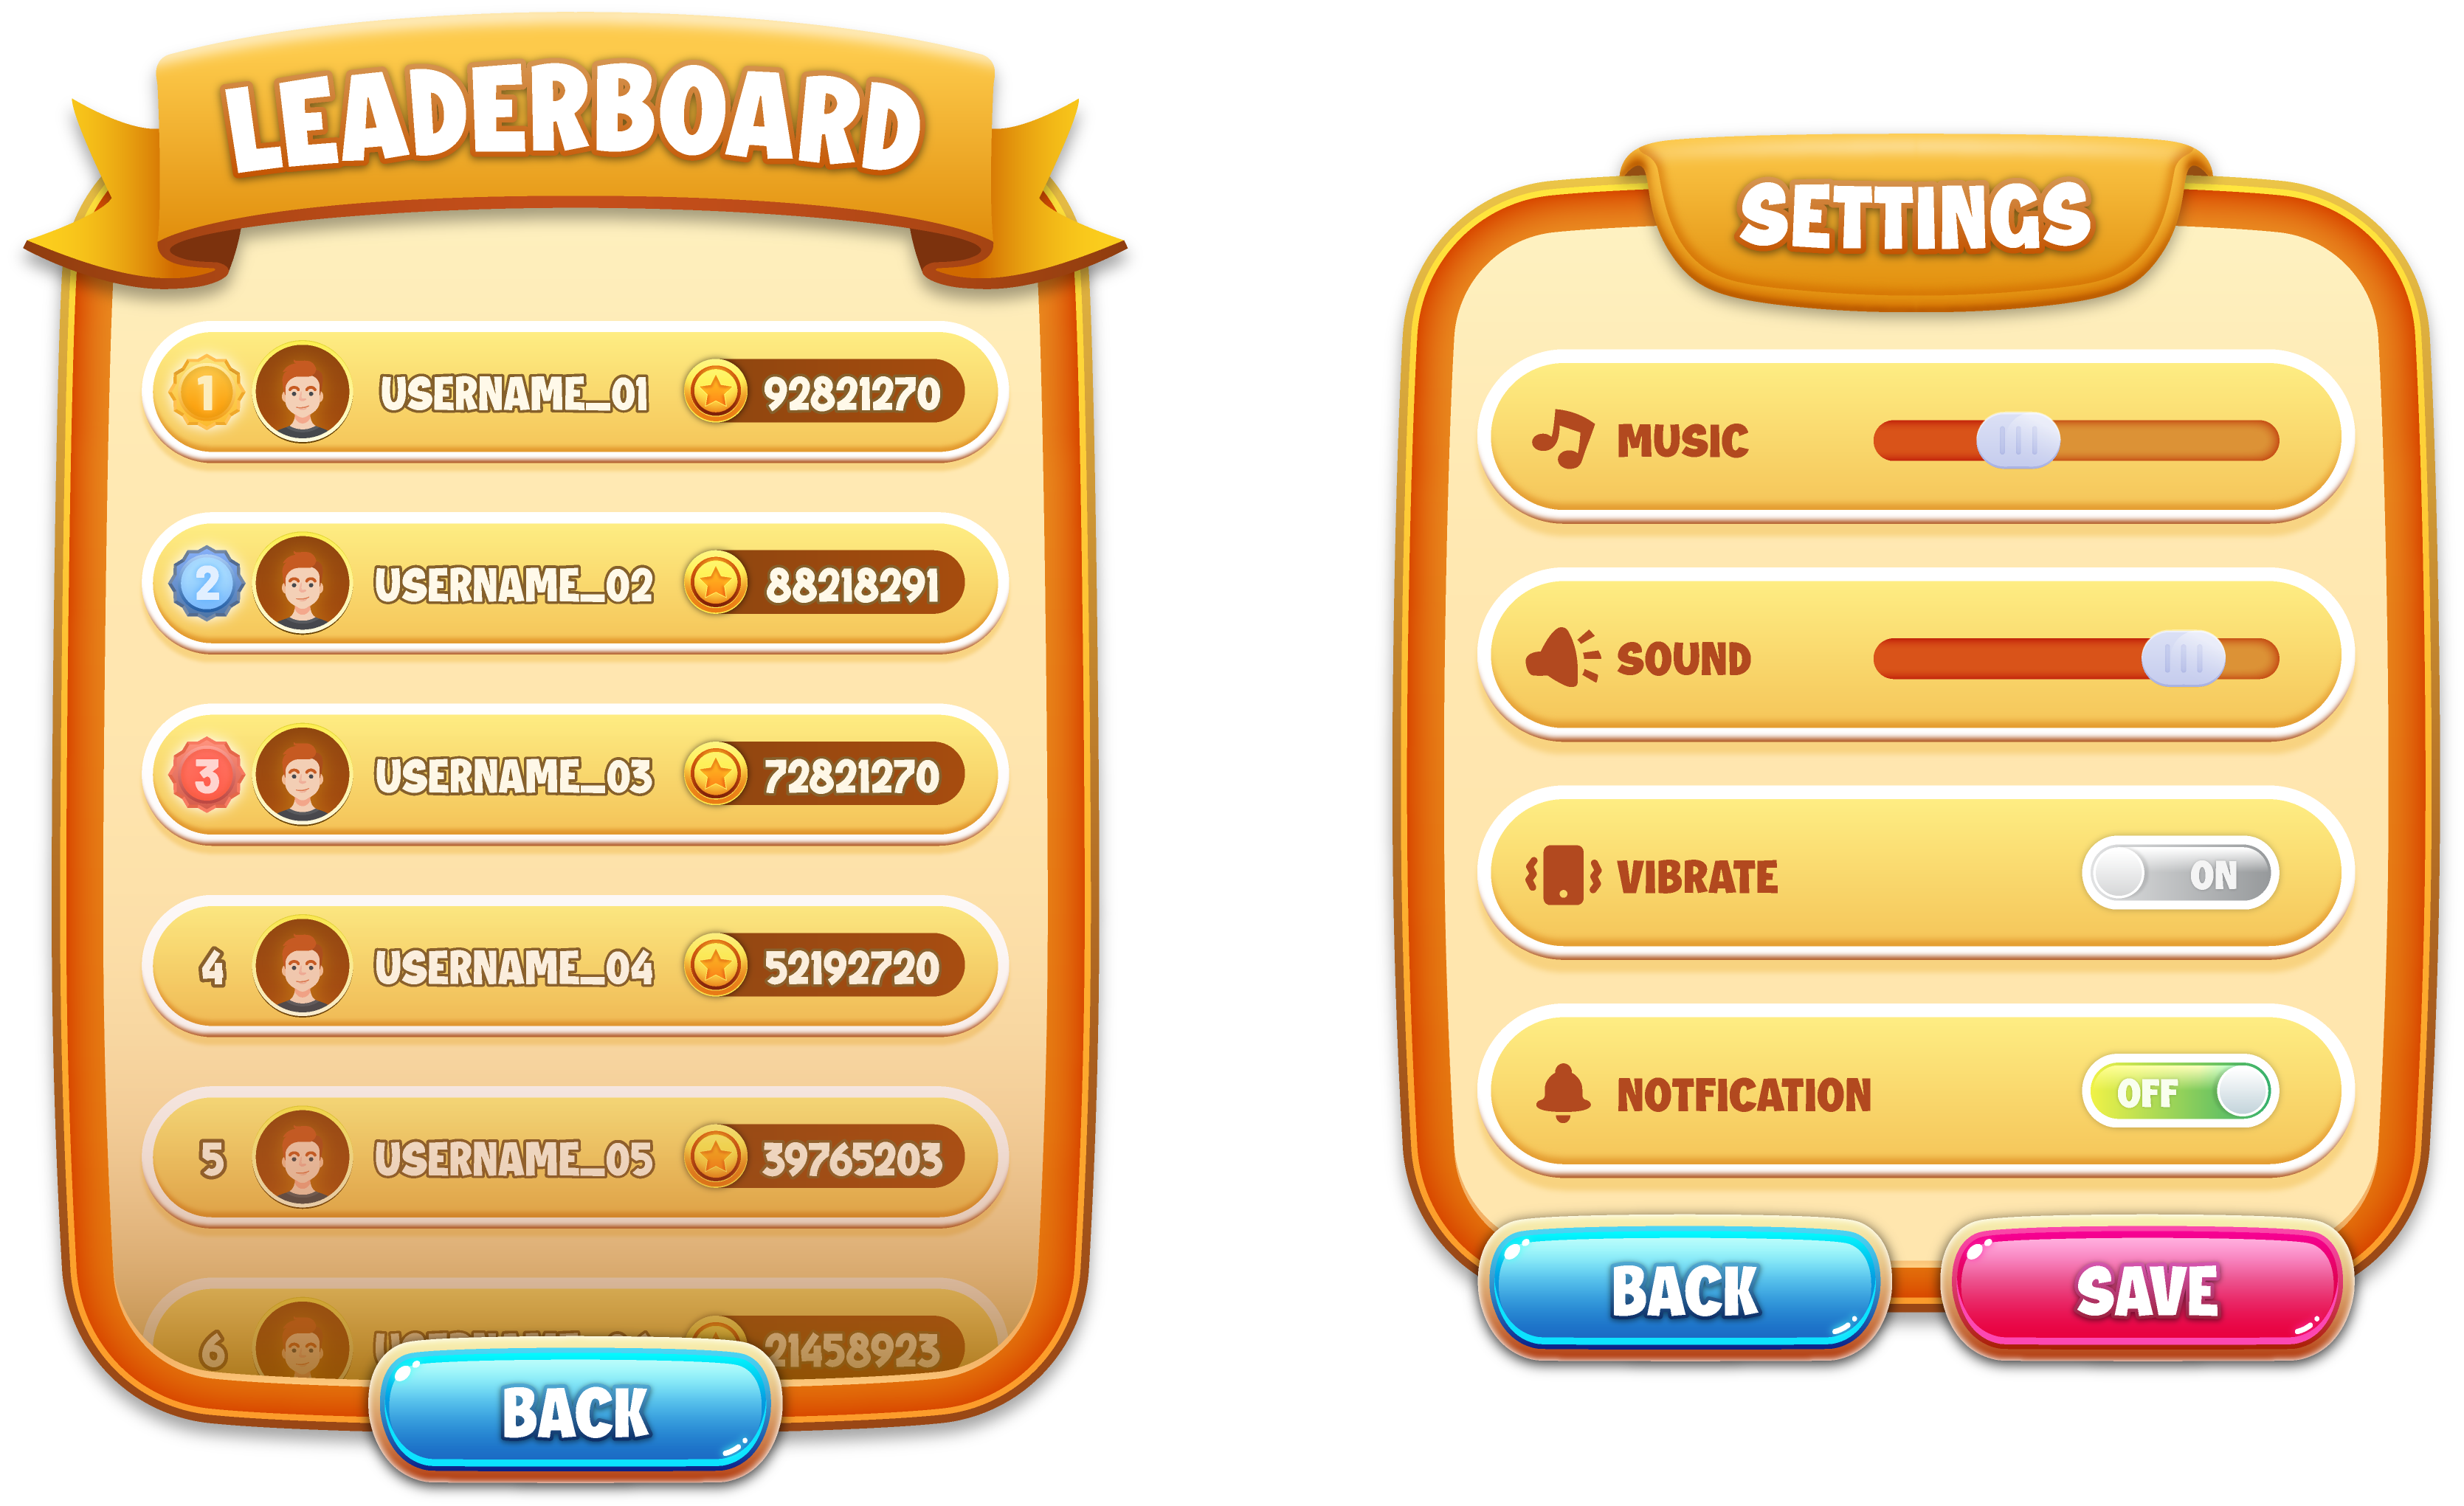 LEADERBOARD
1 USERNAME_01 92821270
2 USERNAME_02 88218291
3 USERNAME_03 72821270
4 USERNAME_04 52192720
5 USERNAME_05 39765203
6 21458923
BACK
SETTINGS
MUSIC
SOUND
VIBRATE ON
NOTFICATION OFF
BACK SAVE